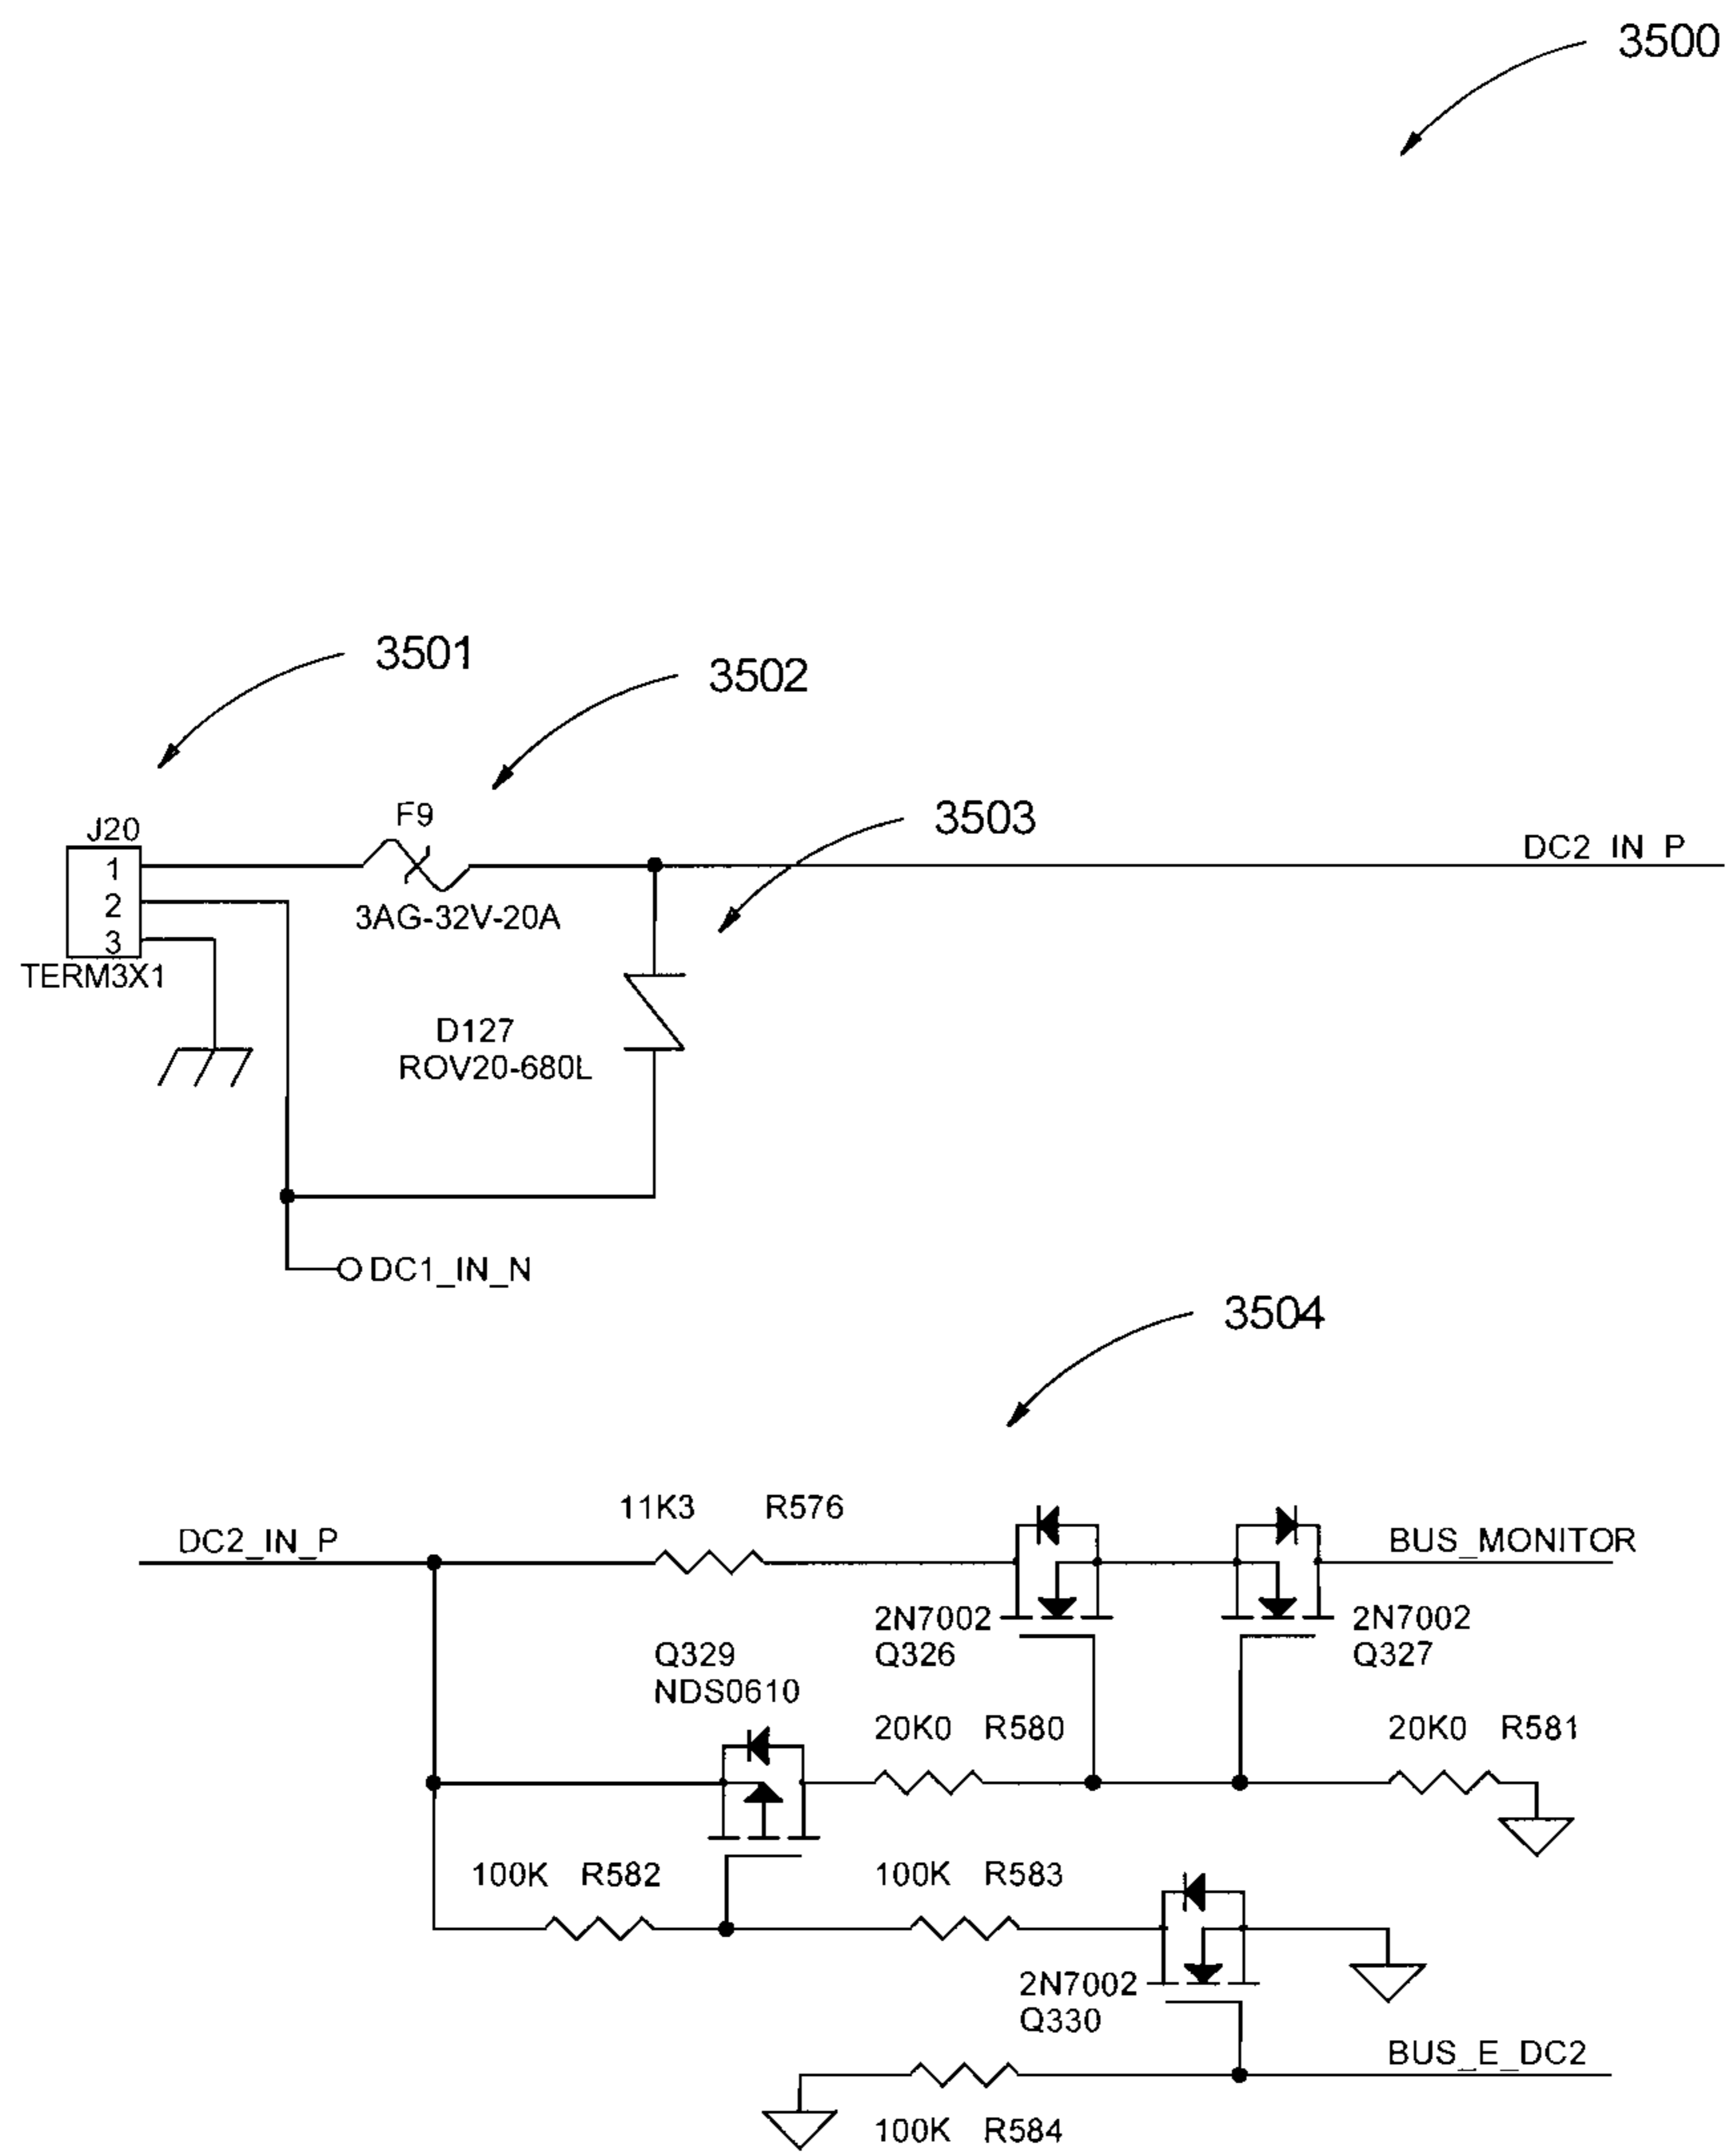 3500
3501
3502
3503
J20
F9
1
2
3
TERM3X1
3AG-32V-20A
DC2_IN_P
D127
ROV20-680L
DC1_IN_N
3504
DC2_IN_P
11K3 R576
BUS_MONITOR
2N7002
Q326
2N7002
Q327
Q329
NDS0610
20K0 R580
20K0 R581
100K R582
100K R583
2N7002
Q330
BUS_E_DC2
100K R584